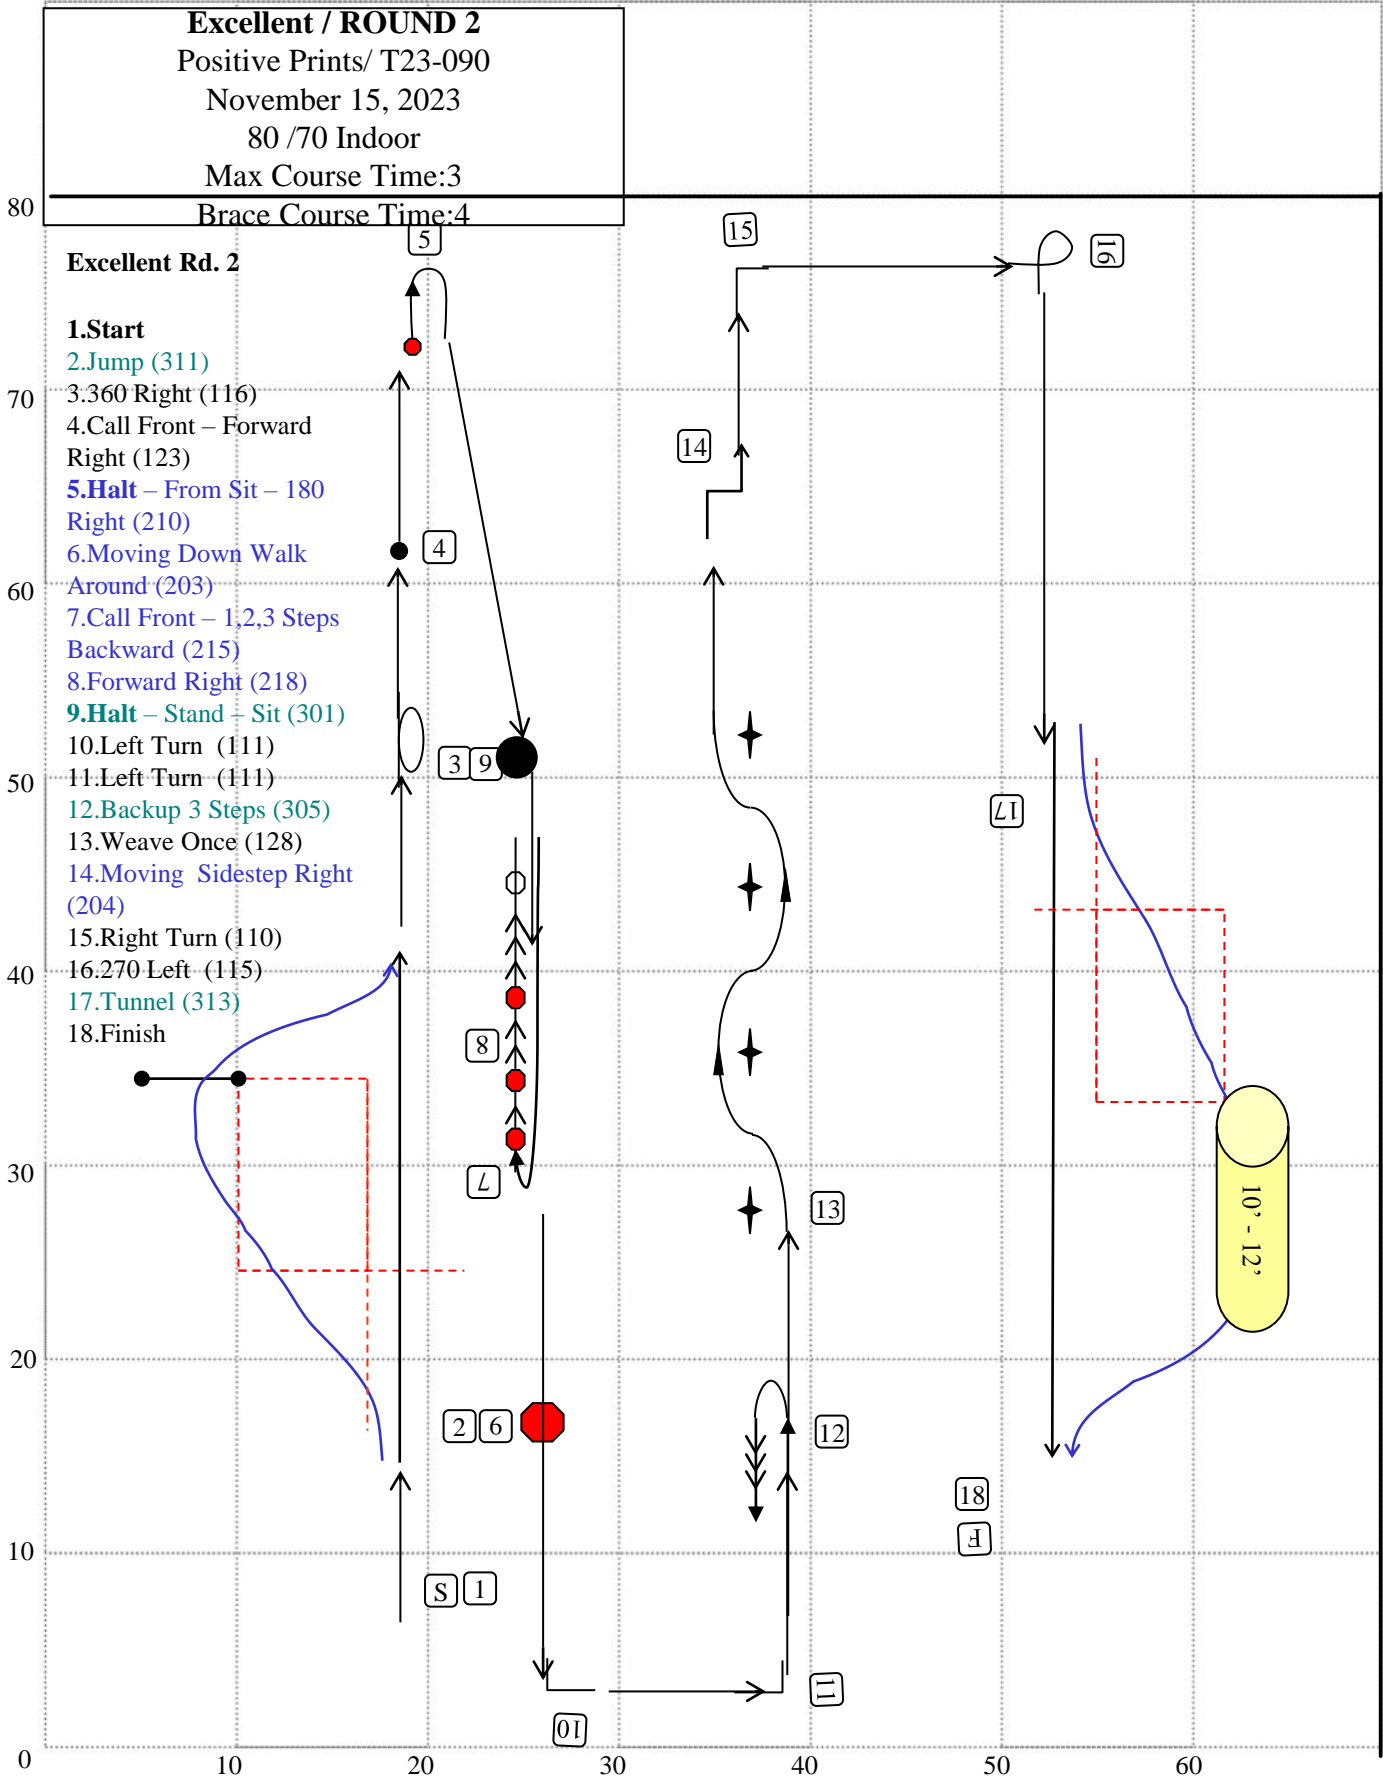 Excellent / ROUND 2
Positive Prints/ T23-090
November 15, 2023
80 /70 Indoor
Max Course Time:3
Brace Course Time:4
80
5
15
16
Excellent Rd. 2
1.Start
2.Jump (311)
3.360 Right (116)
4.Call Front – Forward
Right (123)
5.Halt – From Sit – 180
Right (210)
6.Moving Down Walk
Around (203)
7.Call Front – 1,2,3 Steps
Backward (215)
8.Forward Right (218)
9.Halt – Stand – Sit (301)
10.Left Turn (111)
11.Left Turn (111)
12.Backup 3 Steps (305)
13.Weave Once (128)
14.Moving Sidestep Right
(204)
15.Right Turn (110)
16.270 Left (115)
17.Tunnel (313)
18.Finish
70
14
4
60
3 9
50
17
40
8
30
7
13
10’ - 12’
20
2 6
12
18
F
10
S 1
11
10
0
10 20 30 40 50 60